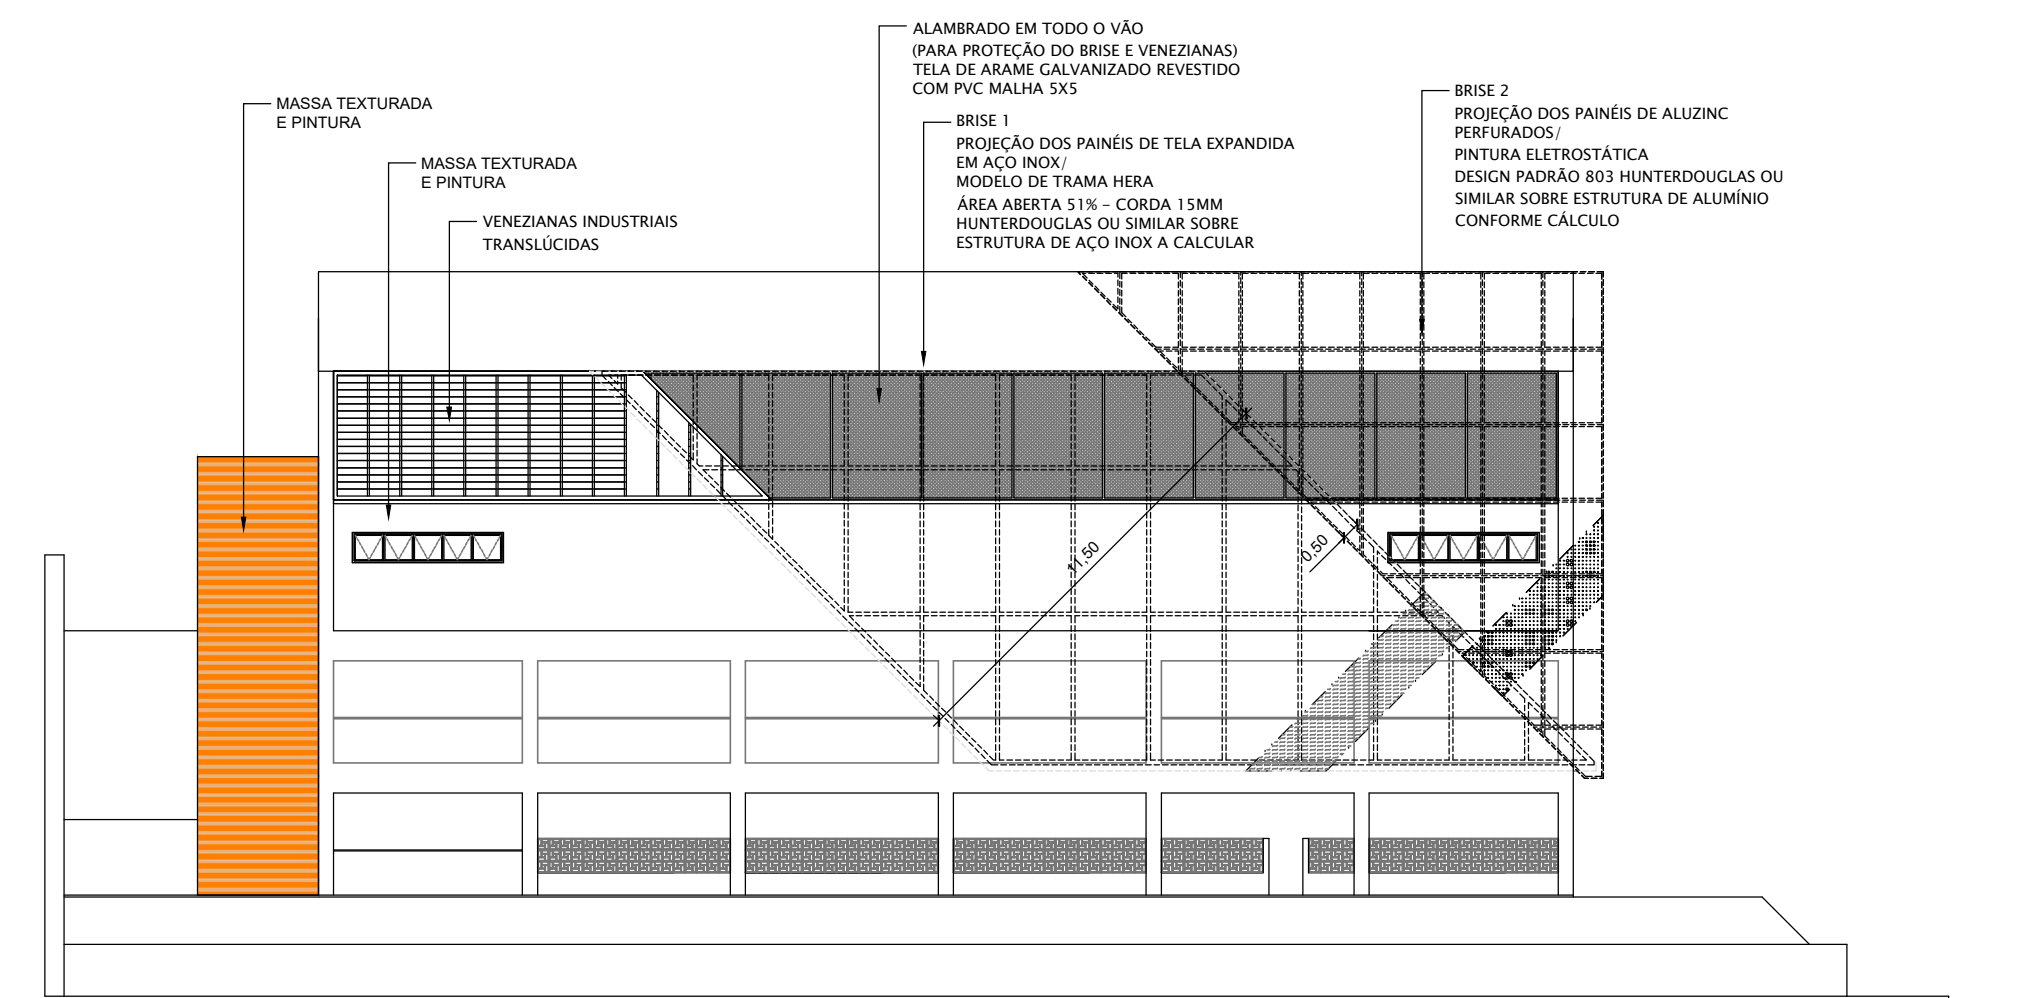 ALAMBRADO EM TODO O VÃO
(PARA PROTEÇÃO DO BRISE E VENEZIANAS)
TELA DE ARAME GALVANIZADO REVESTIDO
COM PVC MALHA 5X5
MASSA TEXTURADA
E PINTURA
MASSA TEXTURADA
E PINTURA
VENEZIANAS INDUSTRIAIS
TRANSLÚCIDAS
BRISE 1
PROJEÇÃO DOS PAINÉIS DE TELA EXPANDIDA
EM AÇO INOX/
MODELO DE TRAMA HERA
ÁREA ABERTA 51% - CORDA 15MM
HUNTERDOUGLAS OU SIMILAR SOBRE
ESTRUTURA DE AÇO INOX A CALCULAR
BRISE 2
PROJEÇÃO DOS PAINÉIS DE ALUZINC
PERFURADOS/
PINTURA ELETROSTÁTICA
DESIGN PADRÃO 803 HUNTERDOUGLAS OU
SIMILAR SOBRE ESTRUTURA DE ALUMÍNIO
CONFORME CÁLCULO
11,50
0,50